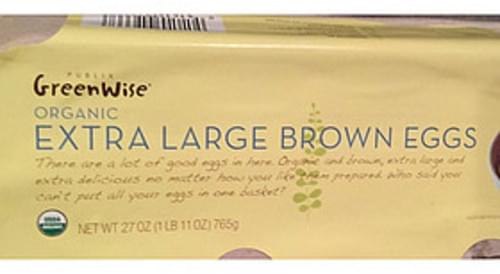 PUBLIX
GreenWise
ORGANIC
EXTRA LARGE BROWN EGGS
There are a lot of good eggs in here. Organic and brown, extra large and
extra delicious no matter how you like them prepared. Who said you
can't put all your eggs in one basket?
USDA
ORGANIC
NET WT 27 OZ (1 LB 11 OZ) 765g